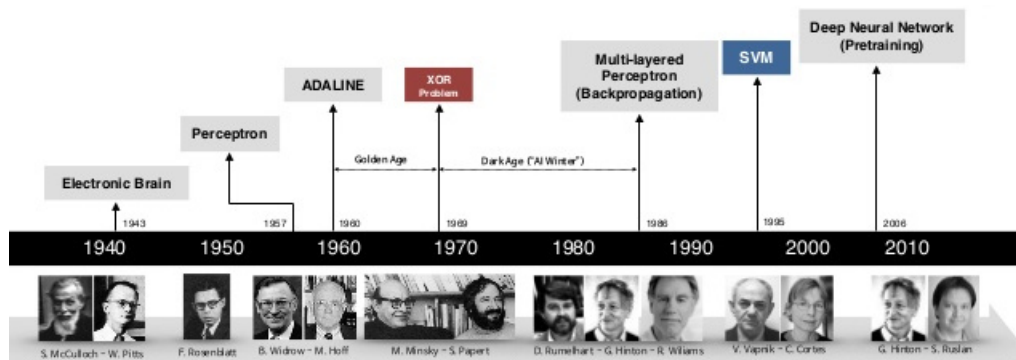 Deep Neural Network
(Pretraining)
Multi-layered
Perceptron
(Backpropagation)
SVM
ADALINE
XOR
Problem
Perceptron
Golden Age
Dark Age ("AI Winter")
Electronic Brain
1943
1957
1960
1969
1986
1995
2006
1940
1950
1960
1970
1980
1990
2000
2010
S. McCulloch – W. Pitts
F. Rosenblatt
B. Widrow – M. Hoff
M. Minsky – S. Papert
D. Rumelhart – G. Hinton – R. Wiliams
V. Vapnik – C. Cortes
G. Hinton – S. Ruslan